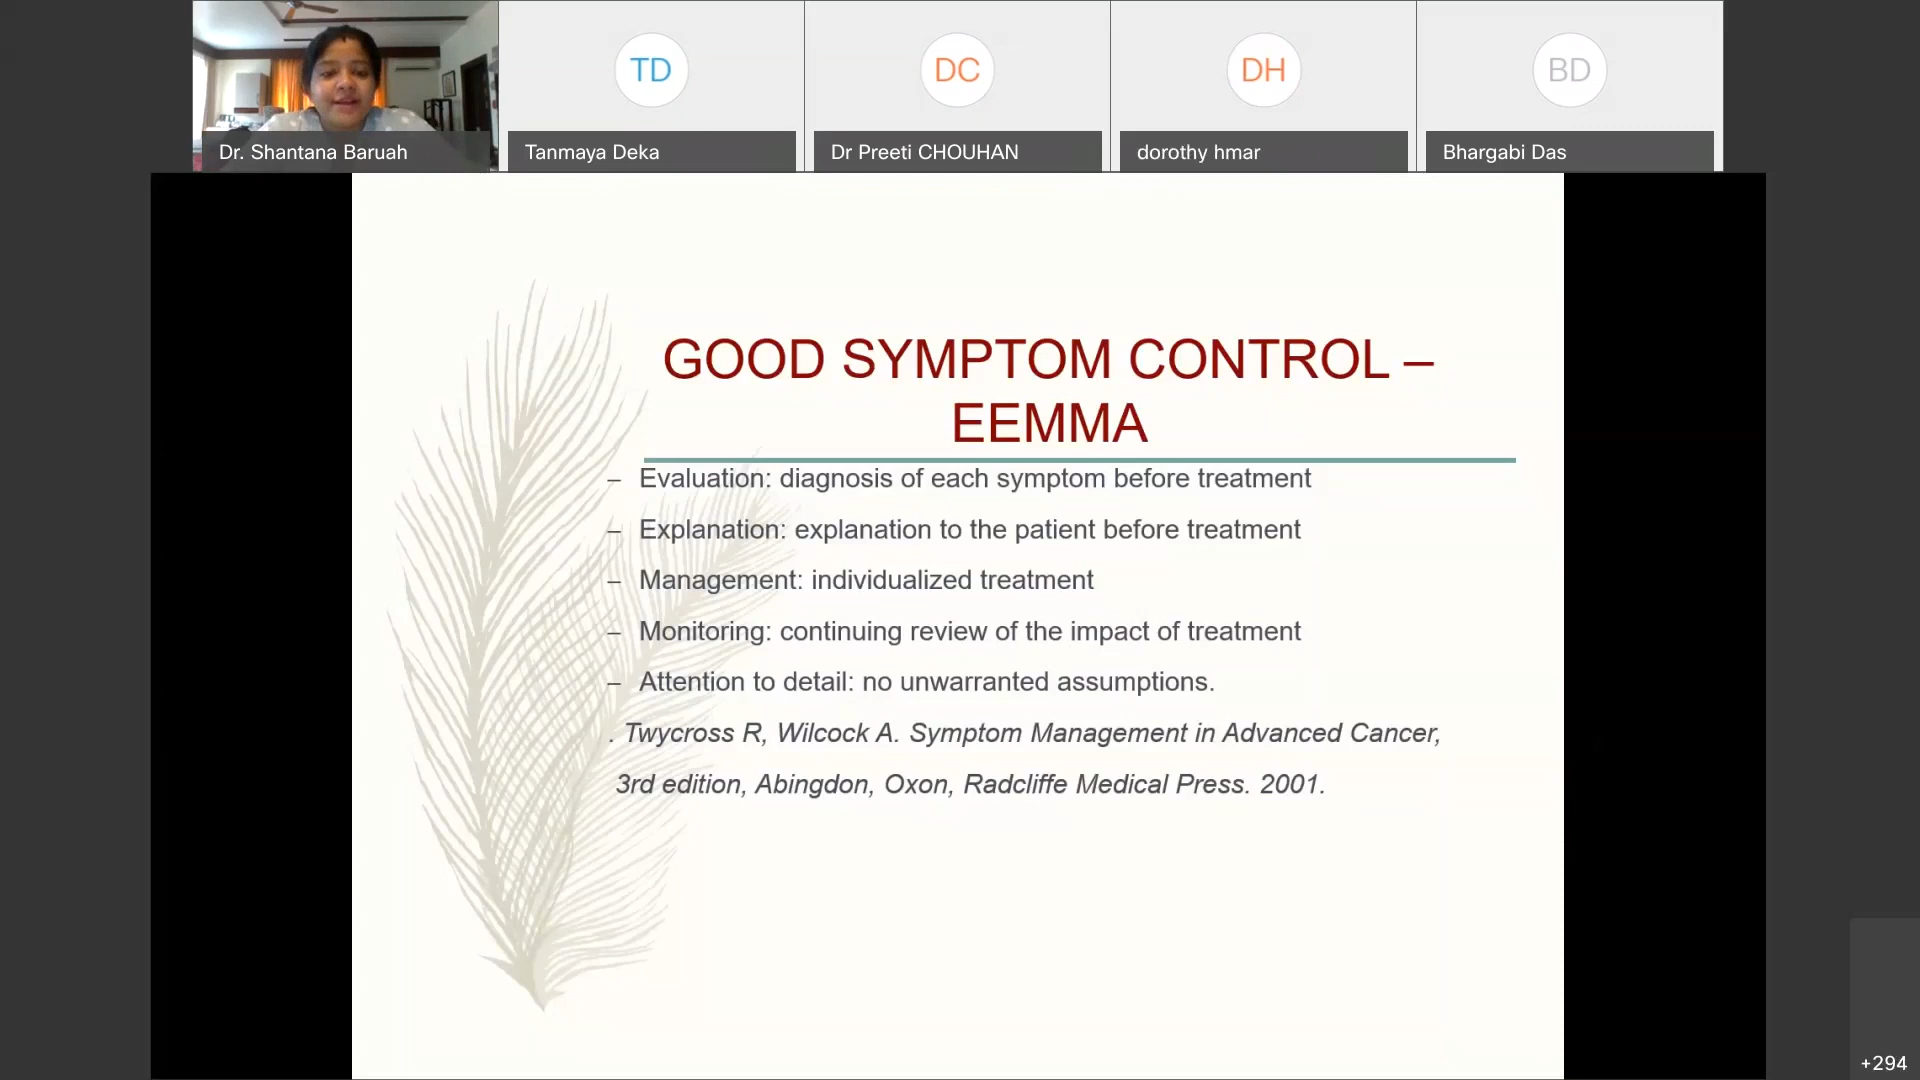 TD
DC
DH
BD
Dr. Shantana Baruah
Tanmaya Deka
Dr Preeti CHOUHAN
dorothy hmar
Bhargabi Das
GOOD SYMPTOM CONTROL –
EEMMA
– Evaluation: diagnosis of each symptom before treatment
– Explanation: explanation to the patient before treatment
– Management: individualized treatment
– Monitoring: continuing review of the impact of treatment
– Attention to detail: no unwarranted assumptions.
. Twycross R, Wilcock A. Symptom Management in Advanced Cancer,
3rd edition, Abingdon, Oxon, Radcliffe Medical Press. 2001.
+294